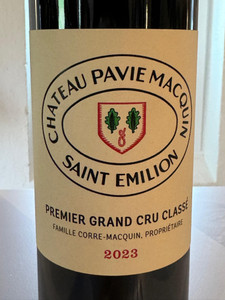 CHATEAU PAVIE MACQUIN
SAINT EMILION
PREMIER GRAND CRU CLASSÉ
FAMILLE CORRE-MACQUIN, PROPRIÉTAIRE
2023